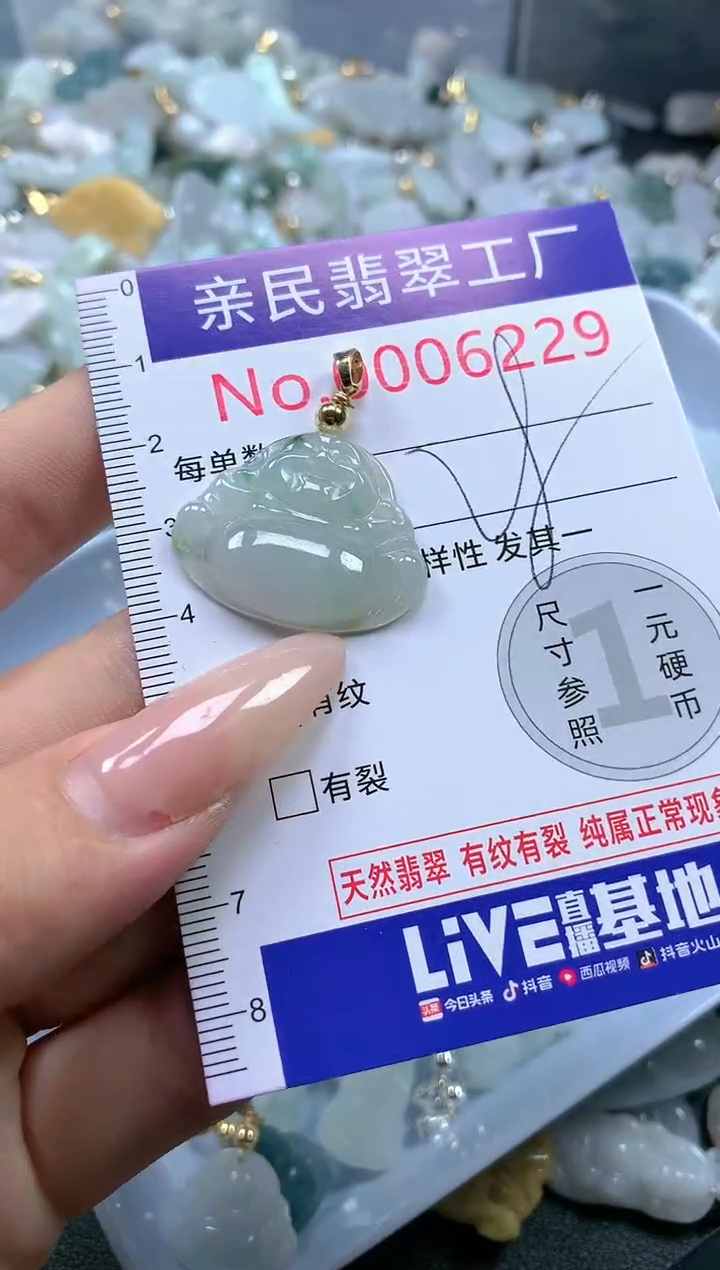 0
亲民翡翠工厂
1
No.0006229
2
每单数
3
样性 发其一
4
尺寸参照
1
一元硬币
有纹
有裂
天然翡翠 有纹有裂 纯属正常现象
7
LiVE直播基地
8
头条 今日头条 抖音 西瓜视频 抖音火山